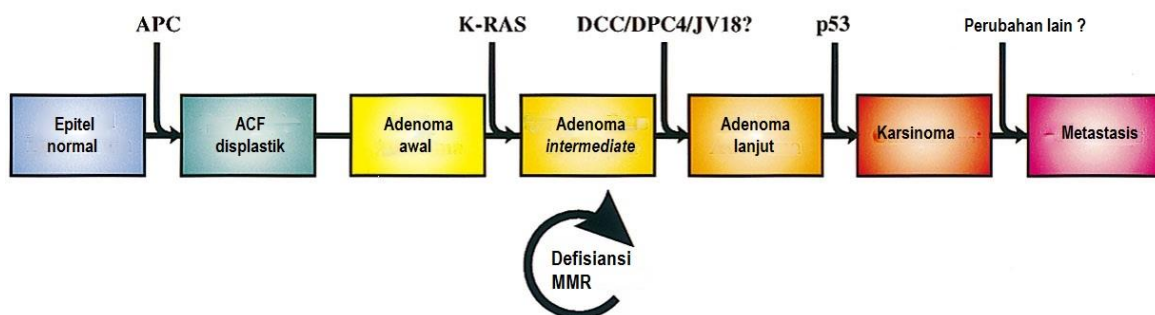 APC
K-RAS
DCC/DPC4/JV18?
p53
Perubahan lain ?
Epitel
normal
ACF
displastik
Adenoma
awal
Adenoma
intermediate
Adenoma
lanjut
Karsinoma
Metastasis
Defisiansi
MMR